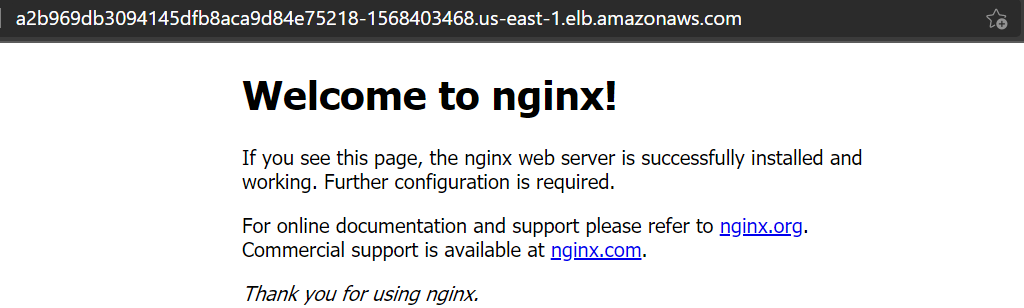 a2b969db3094145dfb8aca9d84e75218-1568403468.us-east-1.elb.amazonaws.com
Welcome to nginx!
If you see this page, the nginx web server is successfully installed and
working. Further configuration is required.
For online documentation and support please refer to nginx.org.
Commercial support is available at nginx.com.
Thank you for using nginx.